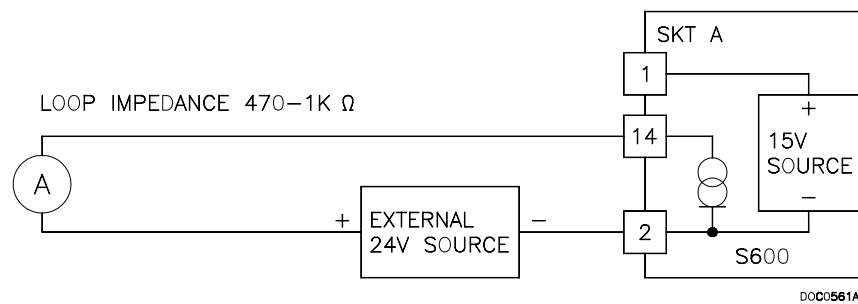 SKT A
1
LOOP IMPEDANCE 470-1K Ω
+
14
15V
SOURCE
A
-
+
EXTERNAL
24V SOURCE
-
2
S600
DOC0561A